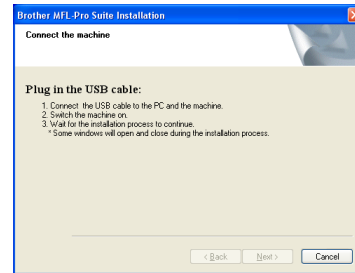 Brother MFL-Pro Suite Installation
Connect the machine
Plug in the USB cable:
1. Connect the USB cable to the PC and the machine.
2. Switch the machine on.
3. Wait for the installation process to continue.
* Some windows will open and close during the installation process.
< Back
Next >
Cancel